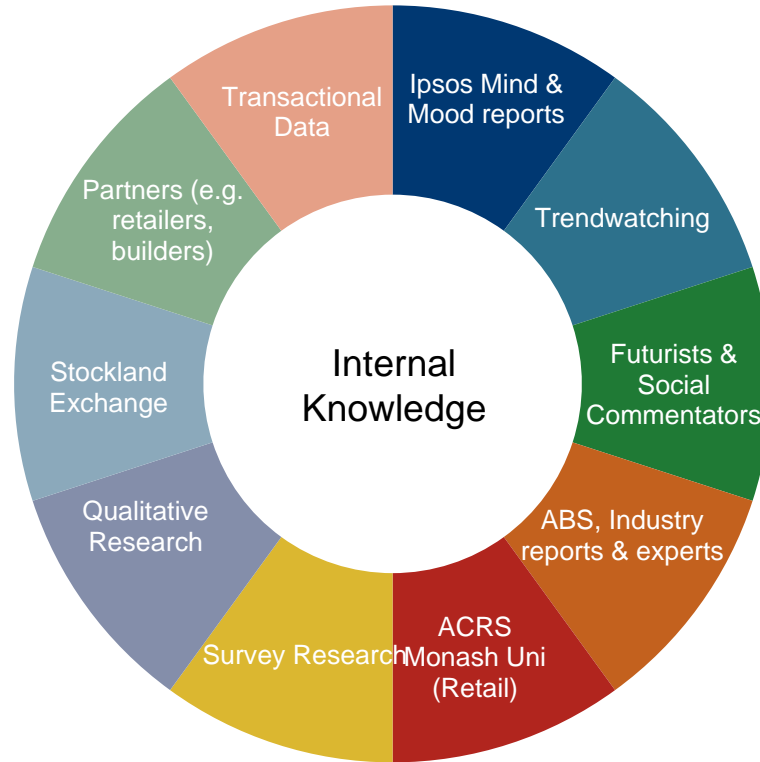 Ipsos Mind &
Mood reports
Trendwatching
Futurists &
Social
Commentators
ABS, Industry
reports & experts
ACRS
Monash Uni
(Retail)
Survey Research
Qualitative
Research
Stockland
Exchange
Partners (e.g.
retailers,
builders)
Transactional
Data
Internal
Knowledge